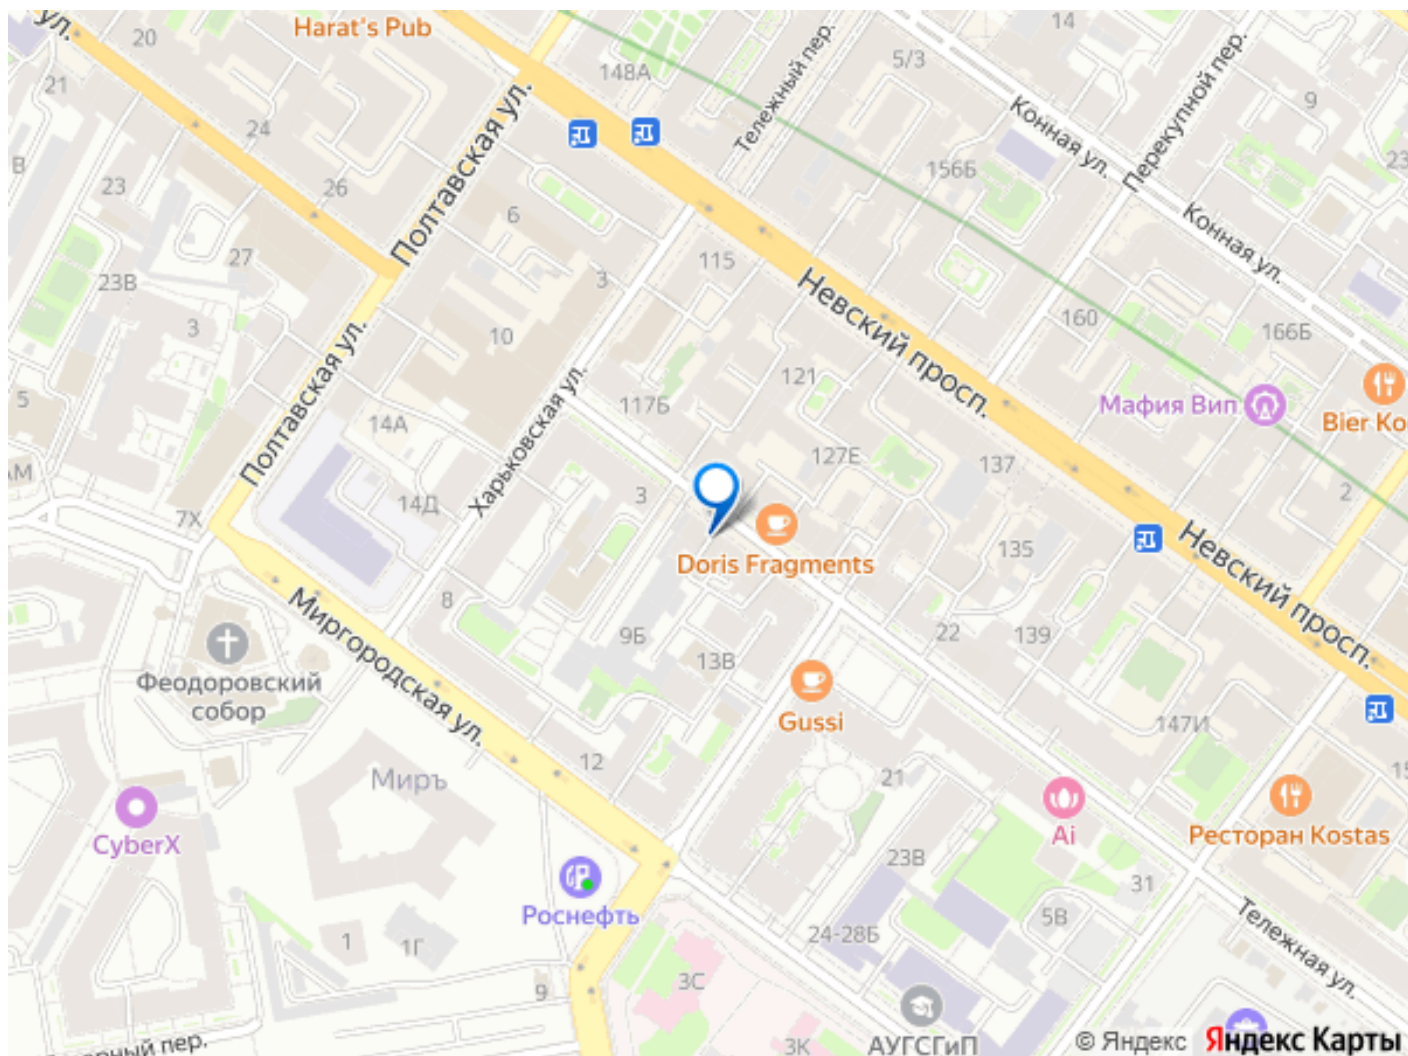 ул.
20
Harat's Pub
148А
5/3
14
21
24
Полтавская ул.
Тележный пер.
Конная ул.
Перекупной пер.
9
23
В
23
26
6
156Б
Конная ул.
27
23В
3
115
3
Невский просп.
160
166Б
10
Полтавская ул.
5
14А
117Б
121
Мафия Вип
Bier Ko
Харьковская ул.
127Е
137
2
14Д
3
7Х
Doris Fragments
135
Невский просп.
Миргородская ул.
8
9Б
22
139
13В
Феодоровский
собор
Gussi
147И
12
21
15
Миръ
CyberX
Ai
Ресторан Kostas
23В
31
Роснефть
5В
24-28Б
Тележная ул.
1
1Г
3С
9
3К
АУГСГиП
пер.
© Яндекс
Яндекс Карты